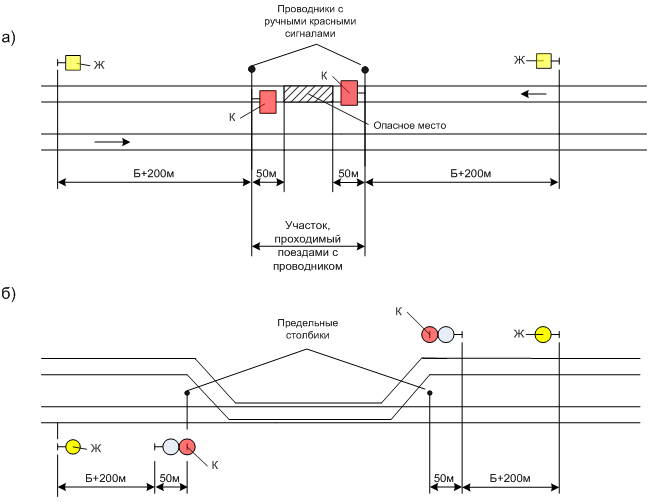 Проводники с
ручными красными
сигналами
а)
Ж
К
К
Ж
Опасное место
Б+200м
50м
50м
Б+200м
Участок,
проходимый
поездами с
проводником
б)
Предельные
столбики
К
Ж
Ж
К
Б+200м
50м
50м
Б+200м